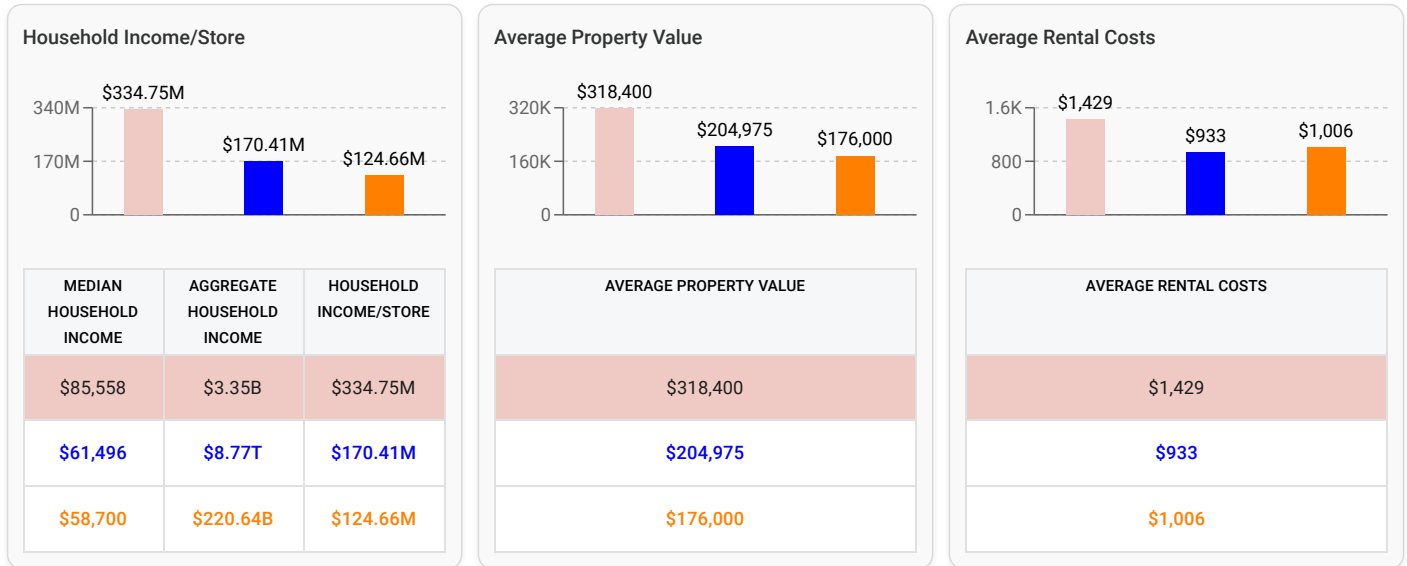 Household Income/Store
$334.75M
340M
$170.41M
$124.66M
170M
0
MEDIAN HOUSEHOLD INCOME
AGGREGATE HOUSEHOLD INCOME
HOUSEHOLD INCOME/STORE
$85,558 $3.35B $334.75M
$61,496 $8.77T $170.41M
$58,700 $220.64B $124.66M
Average Property Value
$318,400
320K
$204,975
$176,000
160K
0
AVERAGE PROPERTY VALUE
$318,400
$204,975
$176,000
Average Rental Costs
$1,429
1.6K
$933
$1,006
800
0
AVERAGE RENTAL COSTS
$1,429
$933
$1,006